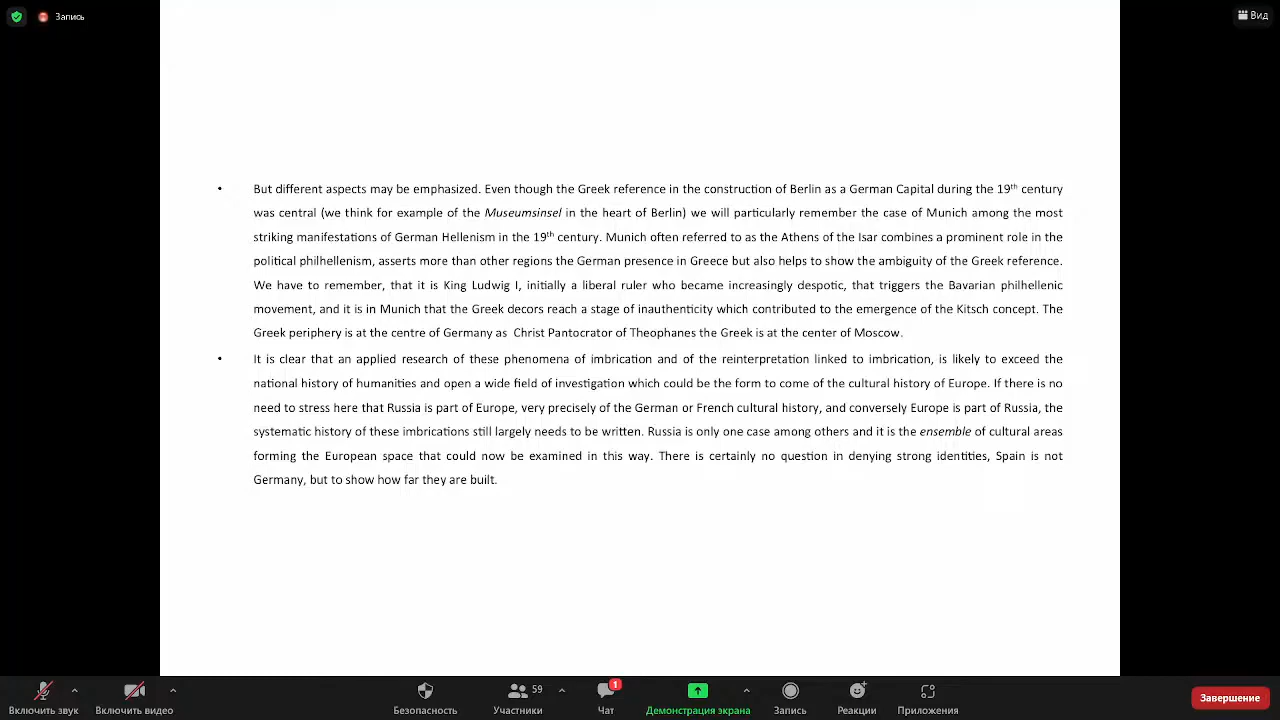 Запись
Вид
• But different aspects may be emphasized. Even though the Greek reference in the construction of Berlin as a German Capital during the 19th century
was central (we think for example of the Museumsinsel in the heart of Berlin) we will particularly remember the case of Munich among the most
striking manifestations of German Hellenism in the 19th century. Munich often referred to as the Athens of the Isar combines a prominent role in the
political philhellenism, asserts more than other regions the German presence in Greece but also helps to show the ambiguity of the Greek reference.
We have to remember, that it is King Ludwig I, initially a liberal ruler who became increasingly despotic, that triggers the Bavarian philhellenic
movement, and it is in Munich that the Greek decors reach a stage of inauthenticity which contributed to the emergence of the Kitsch concept. The
Greek periphery is at the centre of Germany as Christ Pantocrator of Theophanes the Greek is at the center of Moscow.
• It is clear that an applied research of these phenomena of imbrication and of the reinterpretation linked to imbrication, is likely to exceed the
national history of humanities and open a wide field of investigation which could be the form to come of the cultural history of Europe. If there is no
need to stress here that Russia is part of Europe, very precisely of the German or French cultural history, and conversely Europe is part of Russia, the
systematic history of these imbrications still largely needs to be written. Russia is only one case among others and it is the ensemble of cultural areas
forming the European space that could now be examined in this way. There is certainly no question in denying strong identities, Spain is not
Germany, but to show how far they are built.
59
1
Включить звук
Включить видео
Безопасность
Участники
Чат
Демонстрация экрана
Запись
Реакции
Приложения
Завершение